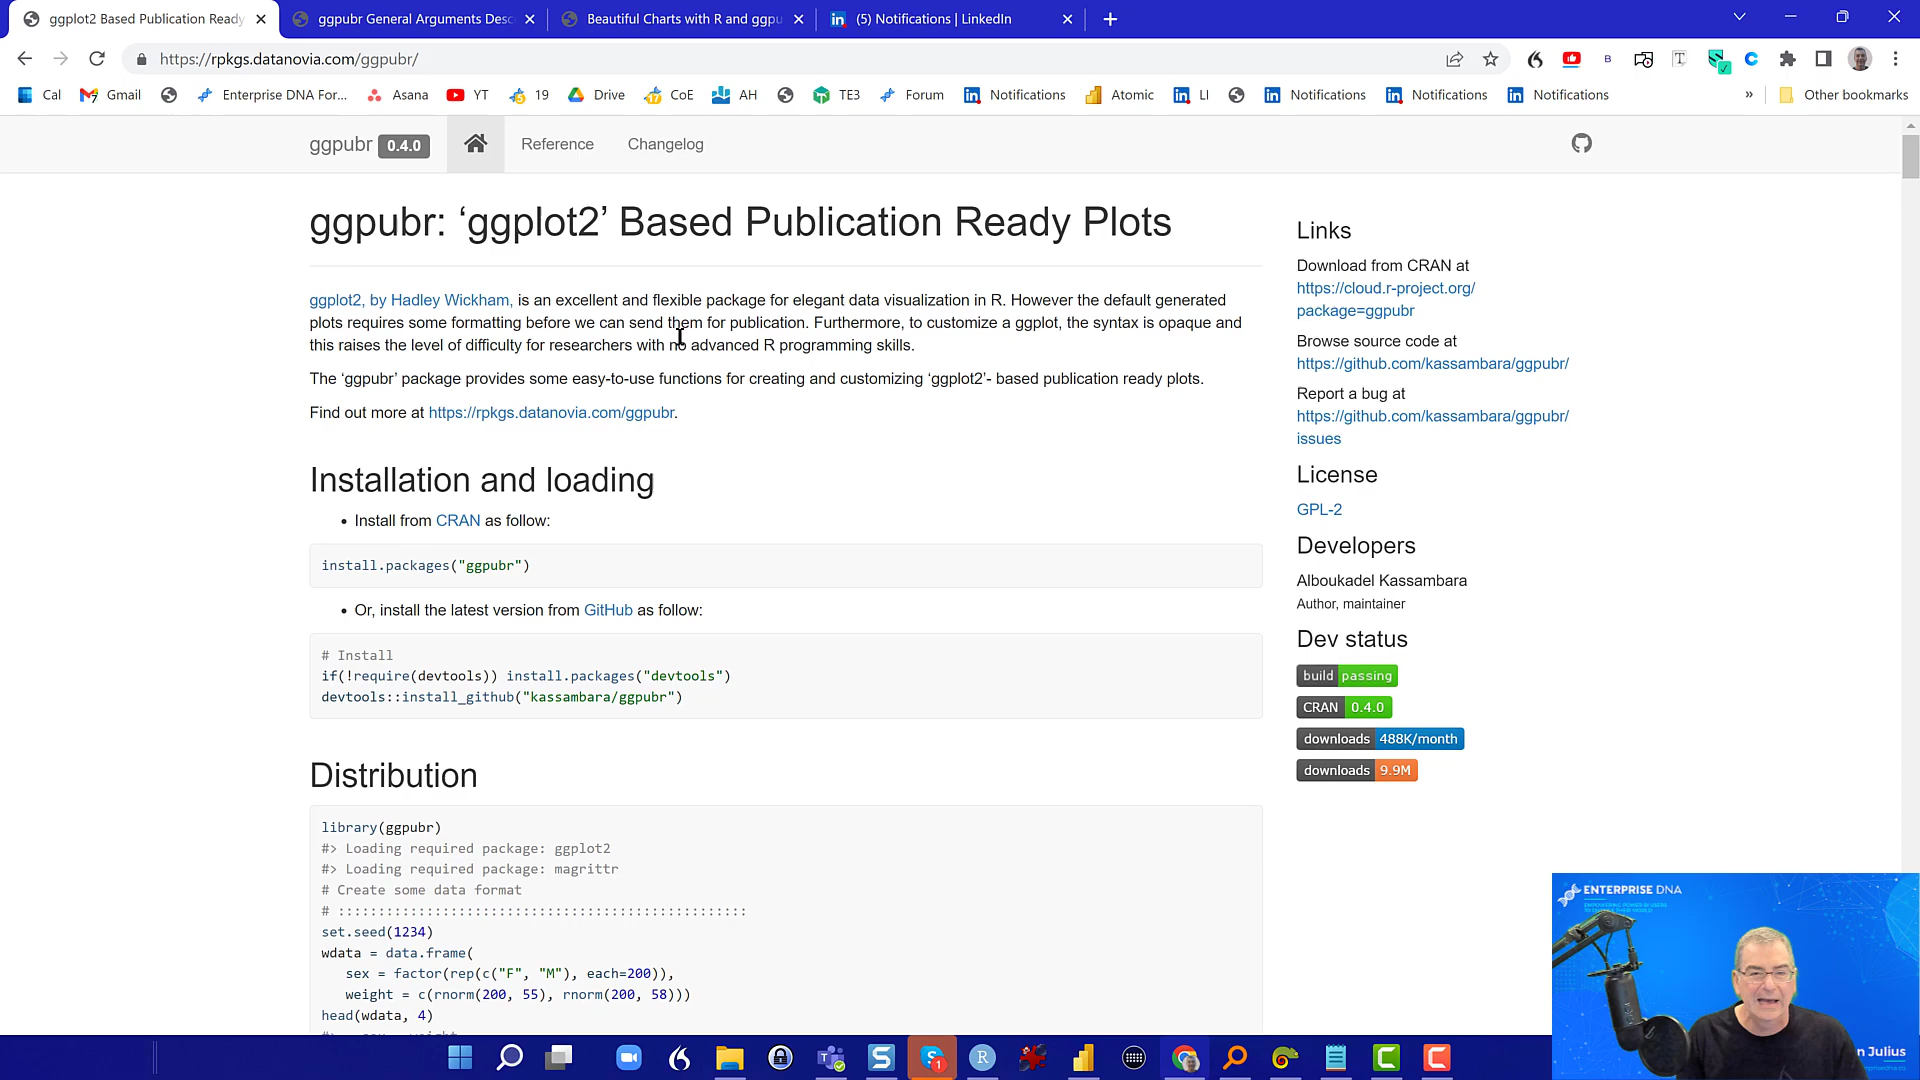 ggplot2 Based Publication Ready
ggpubr General Arguments Desc
Beautiful Charts with R and ggpu
(5) Notifications | LinkedIn
https://rpkgs.datanovia.com/ggpubr/
Cal
Gmail
Enterprise DNA For...
Asana
YT
19
Drive
CoE
AH
TE3
Forum
Notifications
Atomic
LI
Notifications
Notifications
Notifications
»
Other bookmarks
ggpubr 0.4.0
Reference
Changelog
ggpubr: ‘ggplot2’ Based Publication Ready Plots
ggplot2, by Hadley Wickham, is an excellent and flexible package for elegant data visualization in R. However the default generated
plots requires some formatting before we can send them for publication. Furthermore, to customize a ggplot, the syntax is opaque and
this raises the level of difficulty for researchers with no advanced R programming skills.
The ‘ggpubr’ package provides some easy-to-use functions for creating and customizing ‘ggplot2’- based publication ready plots.
Find out more at https://rpkgs.datanovia.com/ggpubr.
Installation and loading
• Install from CRAN as follow:
install.packages("ggpubr")
• Or, install the latest version from GitHub as follow:
# Install
if(!require(devtools)) install.packages("devtools")
devtools::install_github("kassambara/ggpubr")
Distribution
library(ggpubr)
#> Loading required package: ggplot2
#> Loading required package: magrittr
# Create some data format
# :::::::::::::::::::::::::::::::::::::::::::::::::::
set.seed(1234)
wdata = data.frame(
sex = factor(rep(c("F", "M"), each=200)),
weight = c(rnorm(200, 55), rnorm(200, 58)))
head(wdata, 4)
Links
Download from CRAN at
https://cloud.r-project.org/
package=ggpubr
Browse source code at
https://github.com/kassambara/ggpubr/
Report a bug at
https://github.com/kassambara/ggpubr/
issues
License
GPL-2
Developers
Alboukadel Kassambara
Author, maintainer
Dev status
build passing
CRAN 0.4.0
downloads 488K/month
downloads 9.9M
ENTERPRISE DNA
n Julius